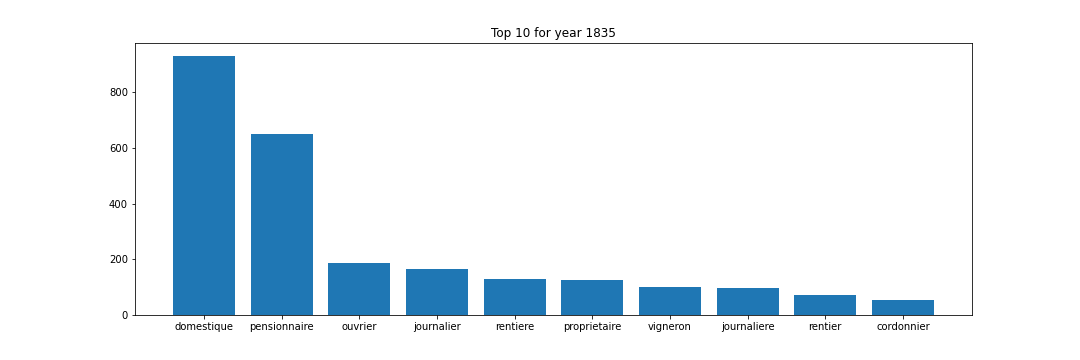 Top 10 for year 1835
800
600
400
200
0
domestique pensionnaire ouvrier journalier rentiere proprietaire vigneron journaliere rentier cordonnier